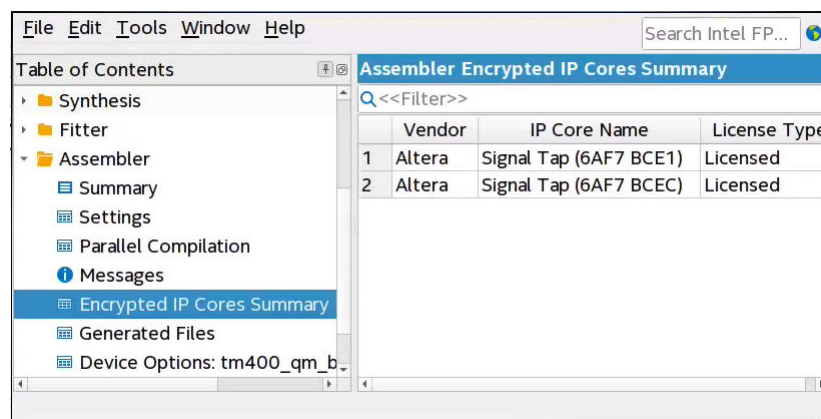 File Edit Tools Window Help
Search Intel FP...
Table of Contents
Synthesis
Fitter
Assembler
Summary
Settings
Parallel Compilation
Messages
Encrypted IP Cores Summary
Generated Files
Device Options: tm400_qm_b
Assembler Encrypted IP Cores Summary
<<Filter>>
Vendor IP Core Name License Type
1 Altera Signal Tap (6AF7 BCE1) Licensed
2 Altera Signal Tap (6AF7 BCEC) Licensed